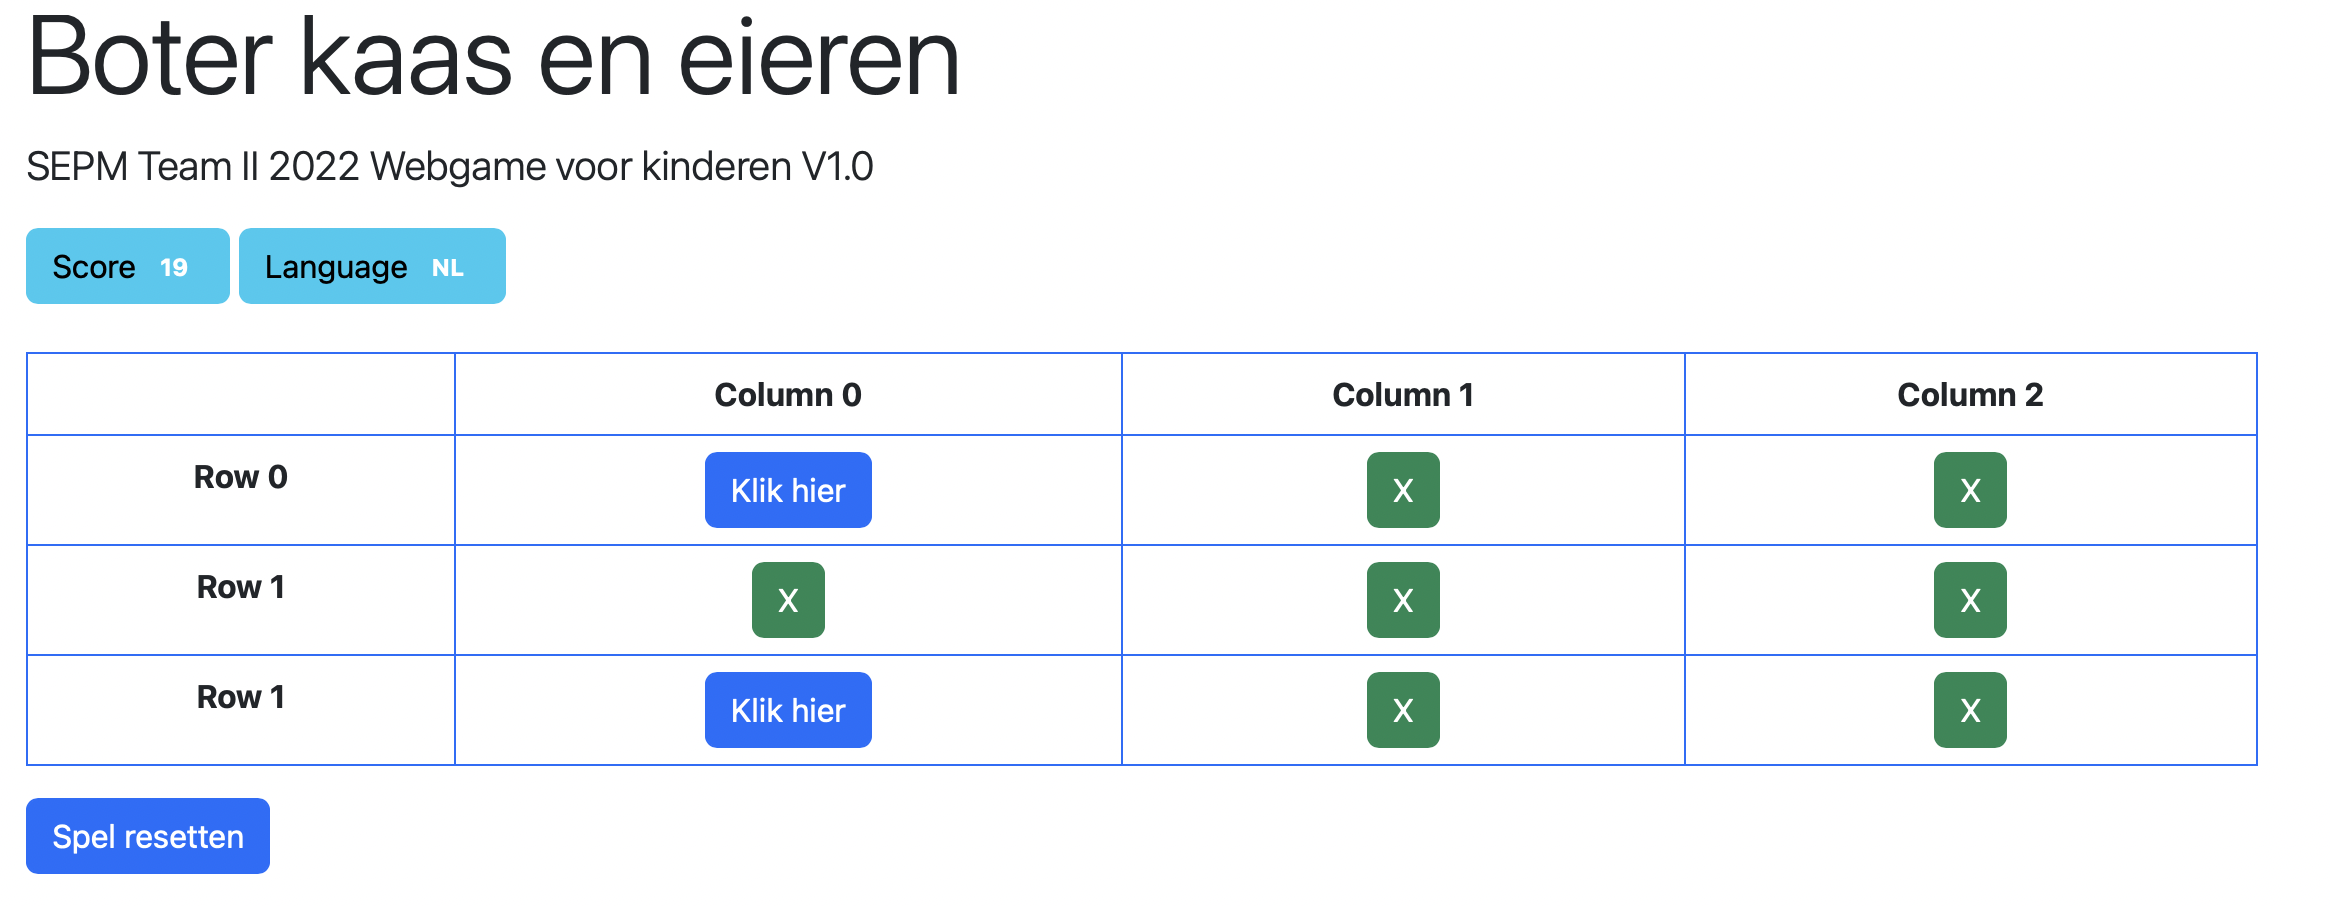 Boter kaas en eieren
SEPM Team II 2022 Webgame voor kinderen V1.0
Score 19 Language NL
Column 0 Column 1 Column 2
Row 0 Klik hier X X
Row 1 X X X
Row 1 Klik hier X X
Spel resetten